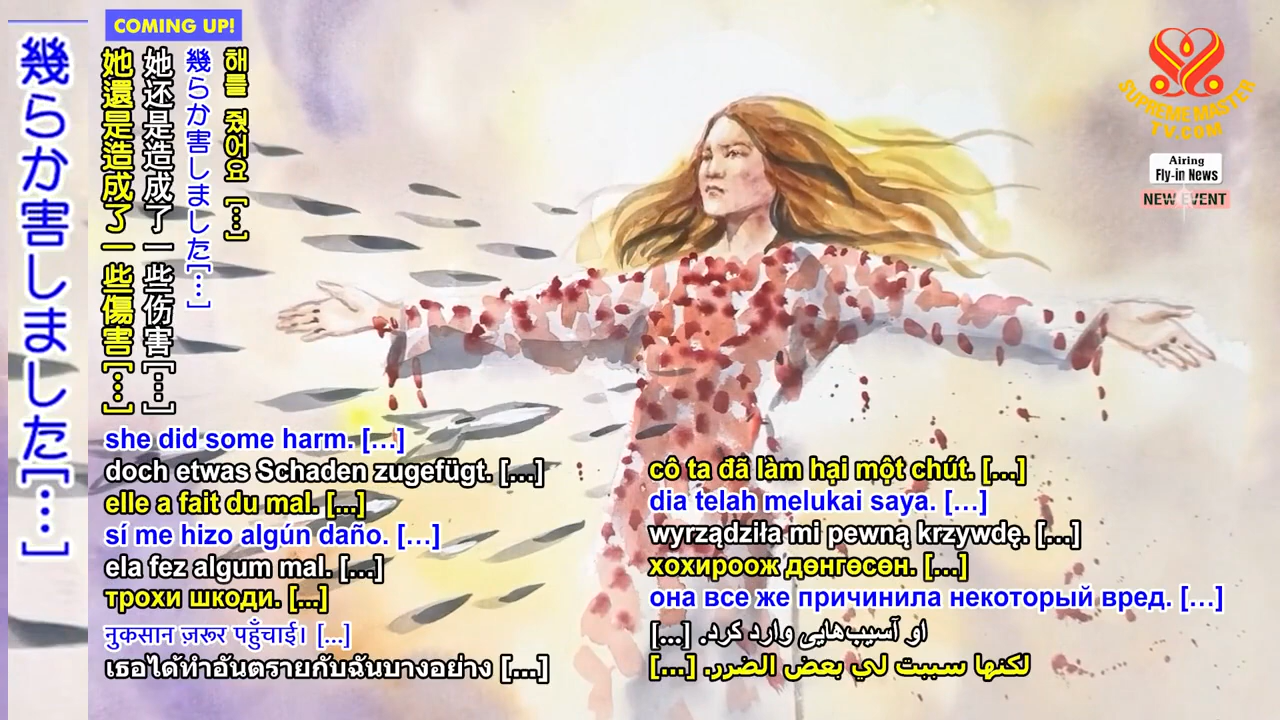 COMING UP!
幾らか害しました[…]
她還是造成了一些傷害[…]
她还是造成了一些伤害[…]
幾らか害しました[…]
해를 줬어요 […]
she did some harm. […]
doch etwas Schaden zugefügt. […]
elle a fait du mal. [...]
sí me hizo algún daño. […]
ela fez algum mal. […]
трохи шкоди. […]
नुकसान ज़रूर पहुँचाई। […]
เธอได้ทำอันตรายกับฉันบางอย่าง […]
cô ta đã làm hại một chút. […]
dia telah melukai saya. […]
wyrządziła mi pewną krzywdę. […]
хохироож дөнгөсөн. […]
она все же причинила некоторый вред. […]
او آسیب‌هایی وارد کرد. […]
لكنها سببت لي بعض الضرر. […]
SUPREME MASTER
TV.COM
Airing
Fly-in News
NEW EVENT